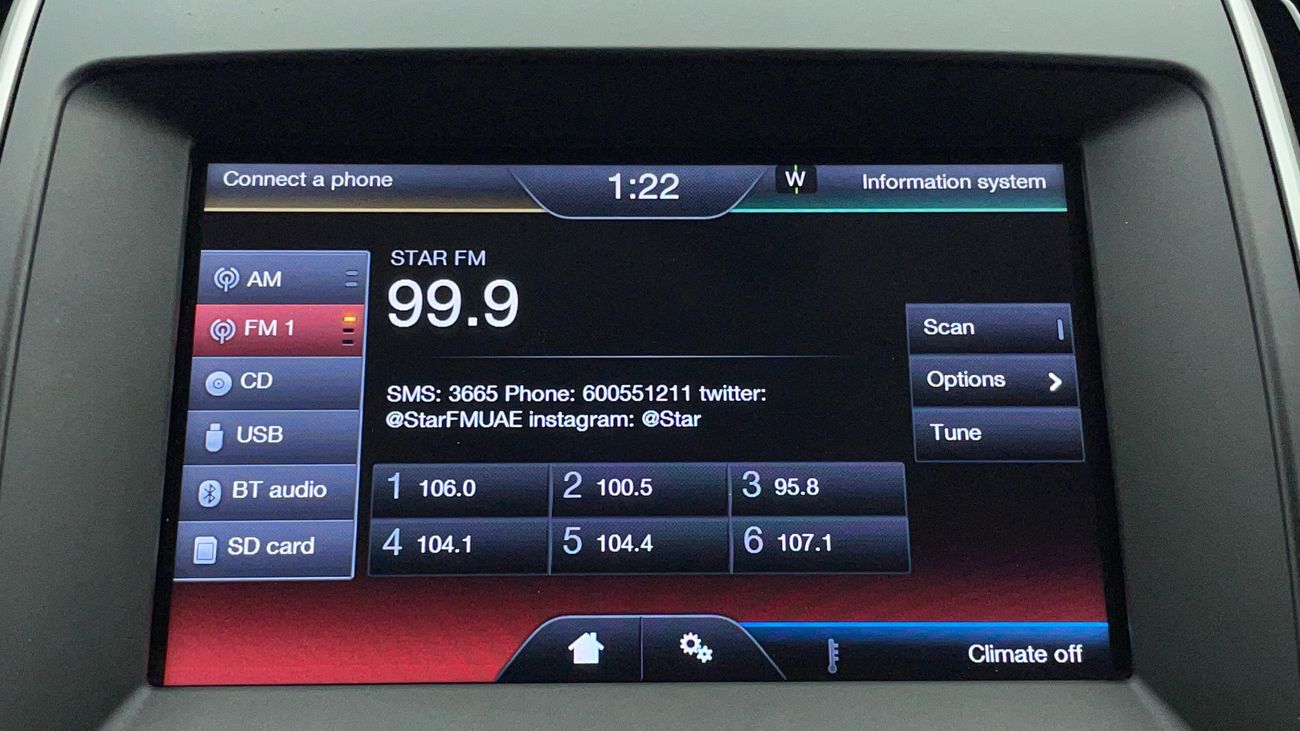 Connect a phone
1:22
W
Information system
AM
FM 1
CD
USB
BT audio
SD card
STAR FM
99.9
SMS: 3665 Phone: 600551211 twitter:
@StarFMUAE instagram: @Star
1 106.0
2 100.5
3 95.8
4 104.1
5 104.4
6 107.1
Scan
Options
Tune
Climate off